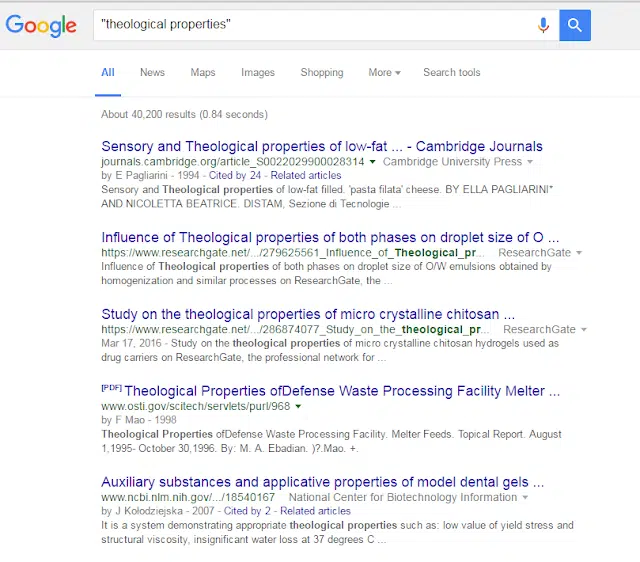 Google "theological properties"
All News Maps Images Shopping More Search tools
About 40,200 results (0.84 seconds)
Sensory and Theological properties of low-fat ... - Cambridge Journals
journals.cambridge.org/article_S0022029900028314 Cambridge University Press
by E Pagliarini - 1994 - Cited by 24 - Related articles
Sensory and Theological properties of low-fat filled. 'pasta filata' cheese. BY ELLA PAGLIARINI*
AND NICOLETTA BEATRICE. DISTAM, Sezione di Tecnologie ...
Influence of Theological properties of both phases on droplet size of O ...
https://www.researchgate.net/.../279625561_Influence_of_Theological_pr... ResearchGate
Influence of Theological properties of both phases on droplet size of O/W emulsions obtained by
homogenization and similar processes on ResearchGate, the ...
Study on the theological properties of micro crystalline chitosan ...
https://www.researchgate.net/.../286874077_Study_on_the_theological_pr... ResearchGate
Mar 17, 2016 - Study on the theological properties of micro crystalline chitosan hydrogels used as
drug carriers on ResearchGate, the professional network for ...
[PDF] Theological Properties ofDefense Waste Processing Facility Melter ...
www.osti.gov/scitech/servlets/purl/968
by F Mao - 1998
Theological Properties ofDefense Waste Processing Facility. Melter Feeds. Topical Report. August
1,1995- October 30,1996. By: M. A. Ebadian. )?.Mao. +.
Auxiliary substances and applicative properties of model dental gels ...
www.ncbi.nlm.nih.gov/.../18540167 National Center for Biotechnology Information
by J Kołodziejska - 2007 - Cited by 2 - Related articles
It is a system demonstrating appropriate theological properties such as: low value of yield stress and
structural viscosity, insignificant water loss at 37 degrees C ...